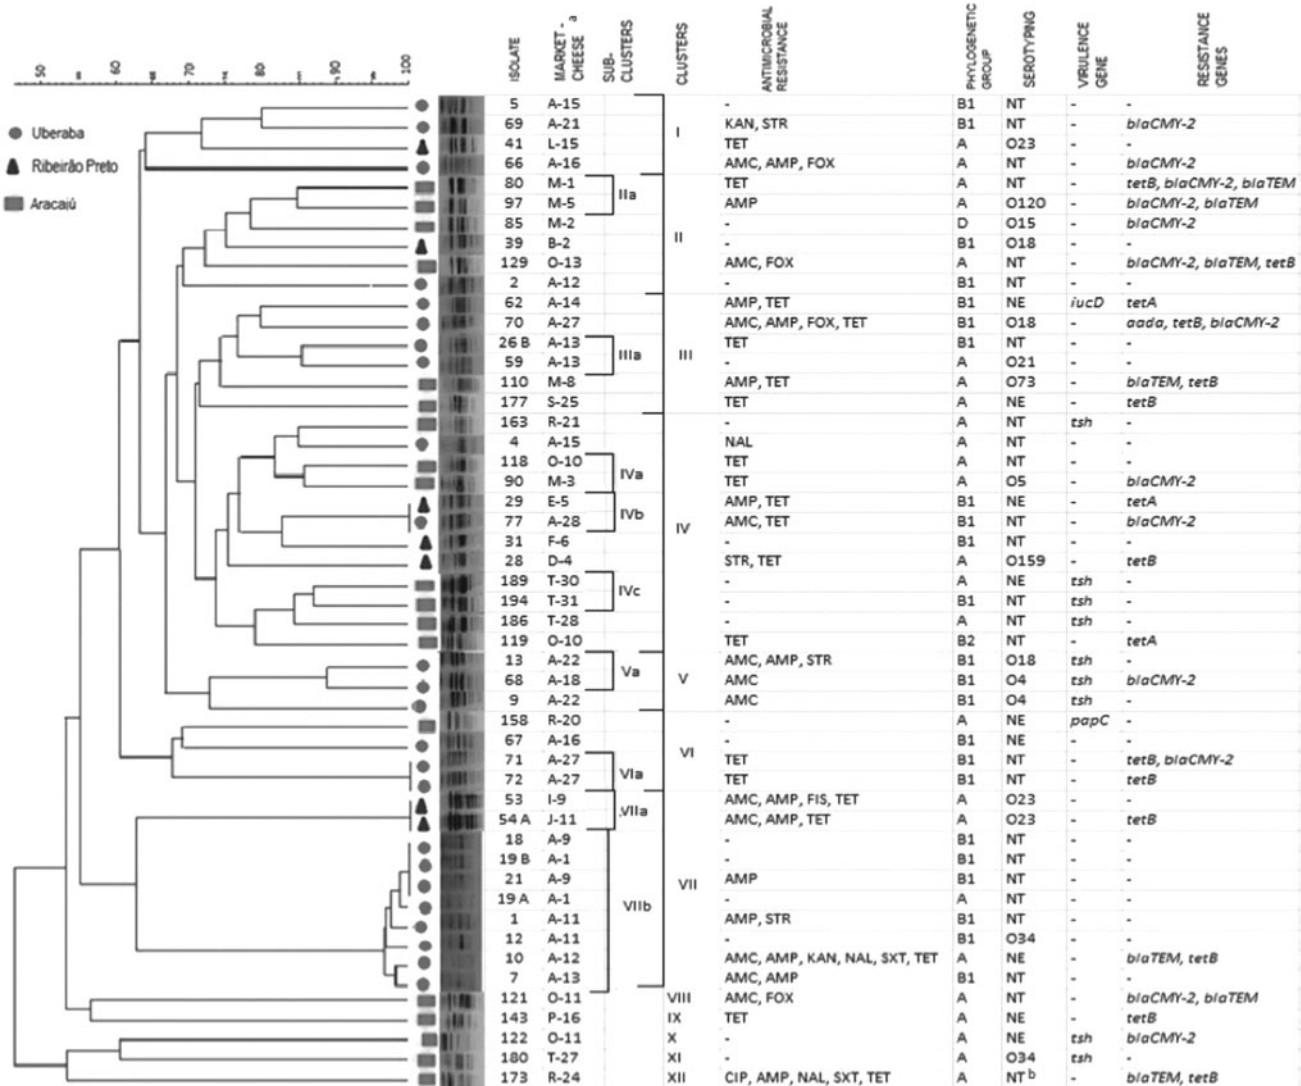 50 60 70 80 90 100
ISOLATE MARKET - CHEESE a SUB- CLUSTERS CLUSTERS ANTIMICROBIAL RESISTANCE PHYLOGENETIC GROUP SEROTYPING VIRULENCE GENE RESISTANCE GENES
Uberaba
Ribeirão Preto
Aracajú
5 A-15 - B1 NT - -
69 A-21 I KAN, STR B1 NT - blaCMY-2
41 L-15 TET A O23 - -
66 A-16 AMC, AMP, FOX A NT - blaCMY-2
80 M-1 IIa TET A NT - tetB, blaCMY-2, blaTEM
97 M-5 AMP A O120 - blaCMY-2, blaTEM
85 M-2 II - D O15 - blaCMY-2
39 B-2 - B1 O18 - -
129 O-13 AMC, FOX A NT - blaCMY-2, blaTEM, tetB
2 A-12 - B1 NT - -
62 A-14 AMP, TET B1 NE iucD tetA
70 A-27 AMC, AMP, FOX, TET B1 O18 - aada, tetB, blaCMY-2
26 B A-13 IIIa III TET B1 NT - -
59 A-13 - A O21 - -
110 M-8 AMP, TET A O73 - blaTEM, tetB
177 S-25 TET A NE - tetB
163 R-21 - A NT tsh -
4 A-15 NAL A NT - -
118 O-10 IVa TET A NT - -
90 M-3 TET A O5 - blaCMY-2
29 E-5 IVb AMP, TET B1 NE - tetA
77 A-28 IV AMC, TET B1 NT - blaCMY-2
31 F-6 - B1 NT - -
28 D-4 STR, TET A O159 - tetB
189 T-30 IVc - A NE tsh -
194 T-31 - B1 NT tsh -
186 T-28 - A NT tsh -
119 O-10 TET B2 NT - tetA
13 A-22 Va AMC, AMP, STR B1 O18 tsh -
68 A-18 V AMC B1 O4 tsh blaCMY-2
9 A-22 AMC B1 O4 tsh -
158 R-20 - A NE papC -
67 A-16 VI - B1 NE - -
71 A-27 VIa TET B1 NT - tetB, blaCMY-2
72 A-27 TET B1 NT - tetB
53 I-9 VIIa AMC, AMP, FIS, TET A O23 - -
54 A J-11 AMC, AMP, TET A O23 - tetB
18 A-9 - B1 NT - -
19 B A-1 - B1 NT - -
21 A-9 VII AMP B1 NT - -
19 A A-1 VIIb - A NT - -
1 A-11 AMP, STR B1 NT - -
12 A-11 - B1 O34 - -
10 A-12 AMC, AMP, KAN, NAL, SXT, TET A NE - blaTEM, tetB
7 A-13 AMC, AMP B1 NT - -
121 O-11 VIII AMC, FOX A NT - blaCMY-2, blaTEM
143 P-16 IX TET A NE - tetB
122 O-11 X - A NE tsh blaCMY-2
180 T-27 XI - A O34 tsh -
173 R-24 XII CIP, AMP, NAL, SXT, TET A NT b - blaTEM, tetB